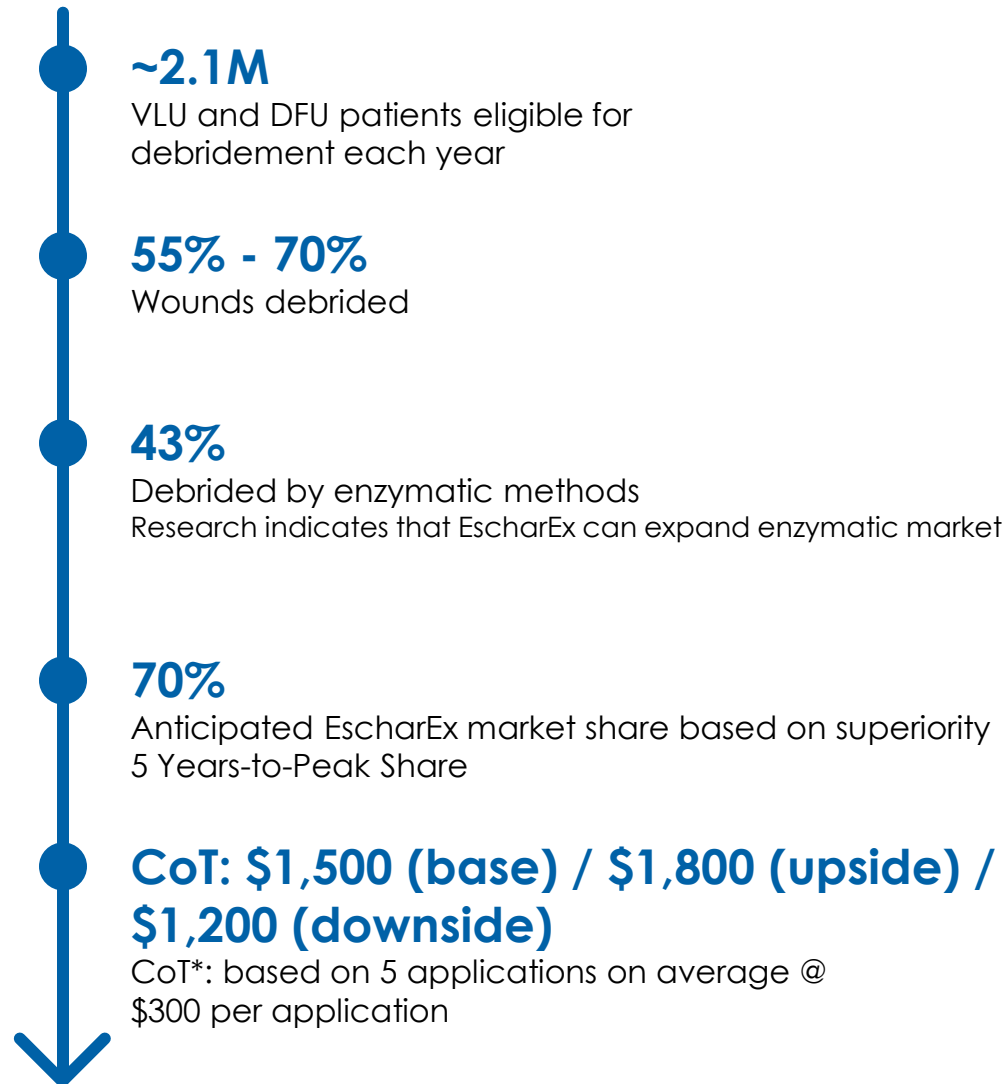 ~2.1M
VLU and DFU patients eligible for
debridement each year
55% - 70%
Wounds debrided
43%
Debrided by enzymatic methods
Research indicates that EscharEx can expand enzymatic market
70%
Anticipated EscharEx market share based on superiority
5 Years-to-Peak Share
CoT: $1,500 (base) / $1,800 (upside) /
$1,200 (downside)
CoT*: based on 5 applications on average @
$300 per application